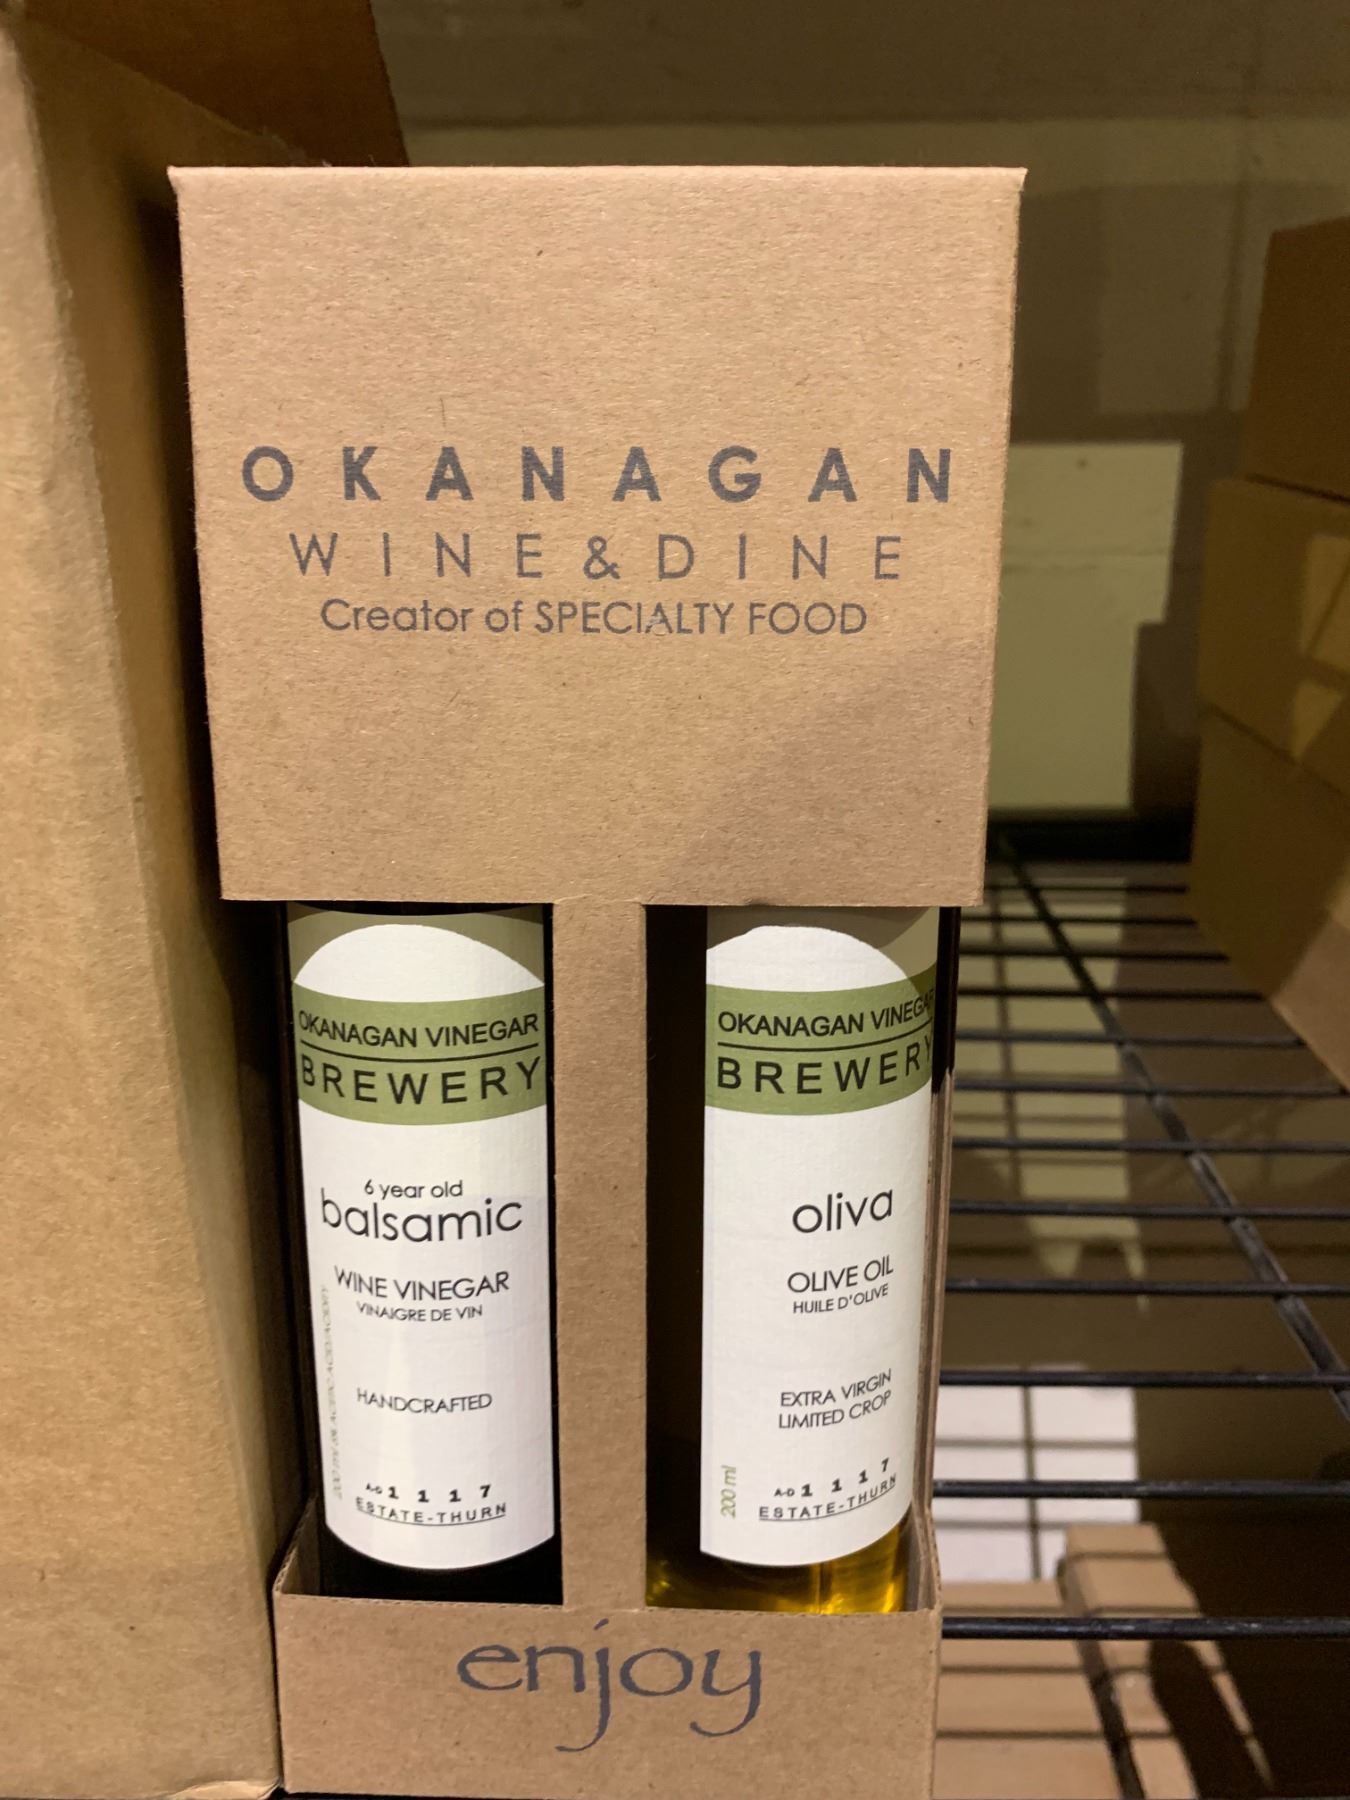 OKANAGAN
WINE & DINE
Creator of SPECIALTY FOOD
OKANAGAN VINEGAR
BREWERY
6 year old
balsamic
WINE VINEGAR
VINAIGRE DE VIN
HANDCRAFTED
A.D 1 1 1 7
ESTATE-THURN
OKANAGAN VINEGAR
BREWERY
oliva
OLIVE OIL
HUILE D'OLIVE
EXTRA VIRGIN
LIMITED CROP
200 ml
A.D 1 1 1 7
ESTATE-THURN
enjoy